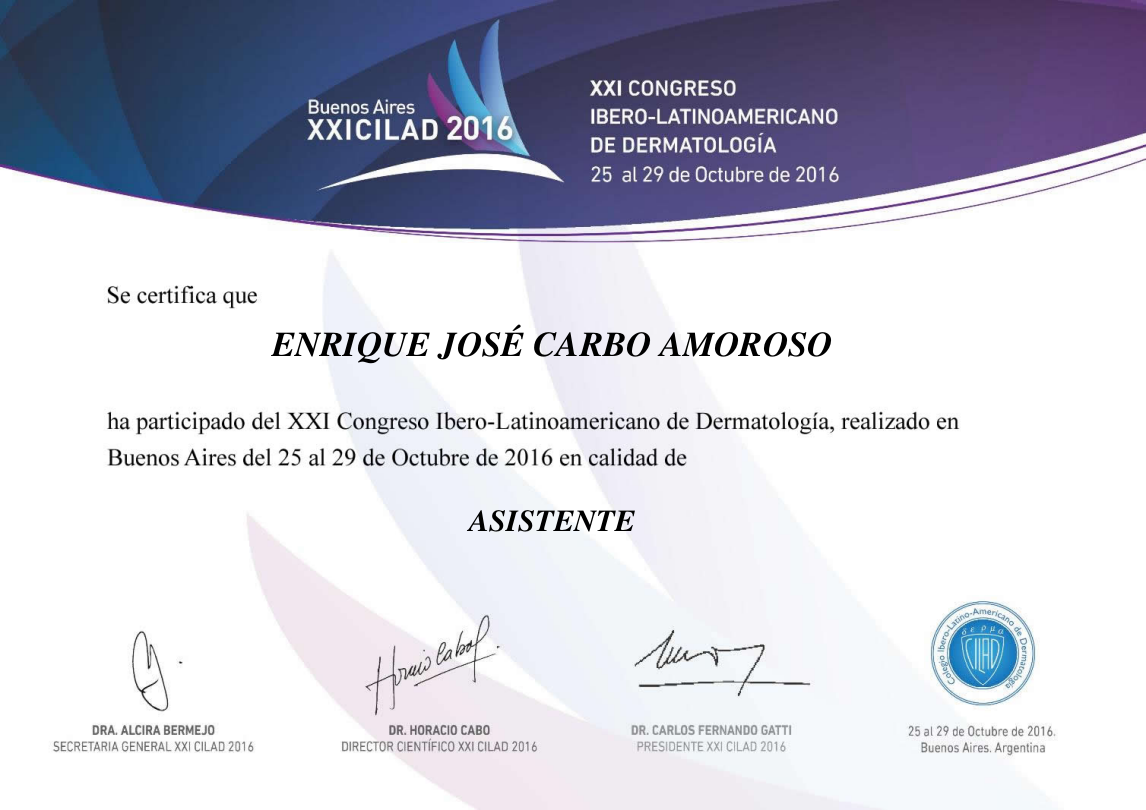 Buenos Aires
XXICILAD 2016
XXI CONGRESO
IBERO-LATINOAMERICANO
DE DERMATOLOGÍA
25 al 29 de Octubre de 2016
Se certifica que
ENRIQUE JOSÉ CARBO AMOROSO
ha participado del XXI Congreso Ibero-Latinoamericano de Dermatología, realizado en
Buenos Aires del 25 al 29 de Octubre de 2016 en calidad de
ASISTENTE
Horacio Cabo
DRA. ALCIRA BERMEJO
SECRETARIA GENERAL XXI CILAD 2016
DR. HORACIO CABO
DIRECTOR CIENTÍFICO XXI CILAD 2016
DR. CARLOS FERNANDO GATTI
PRESIDENTE XXI CILAD 2016
Colegio Ibero-Latino-Americano de Dermatología
CILAD
25 al 29 de Octubre de 2016.
Buenos Aires. Argentina